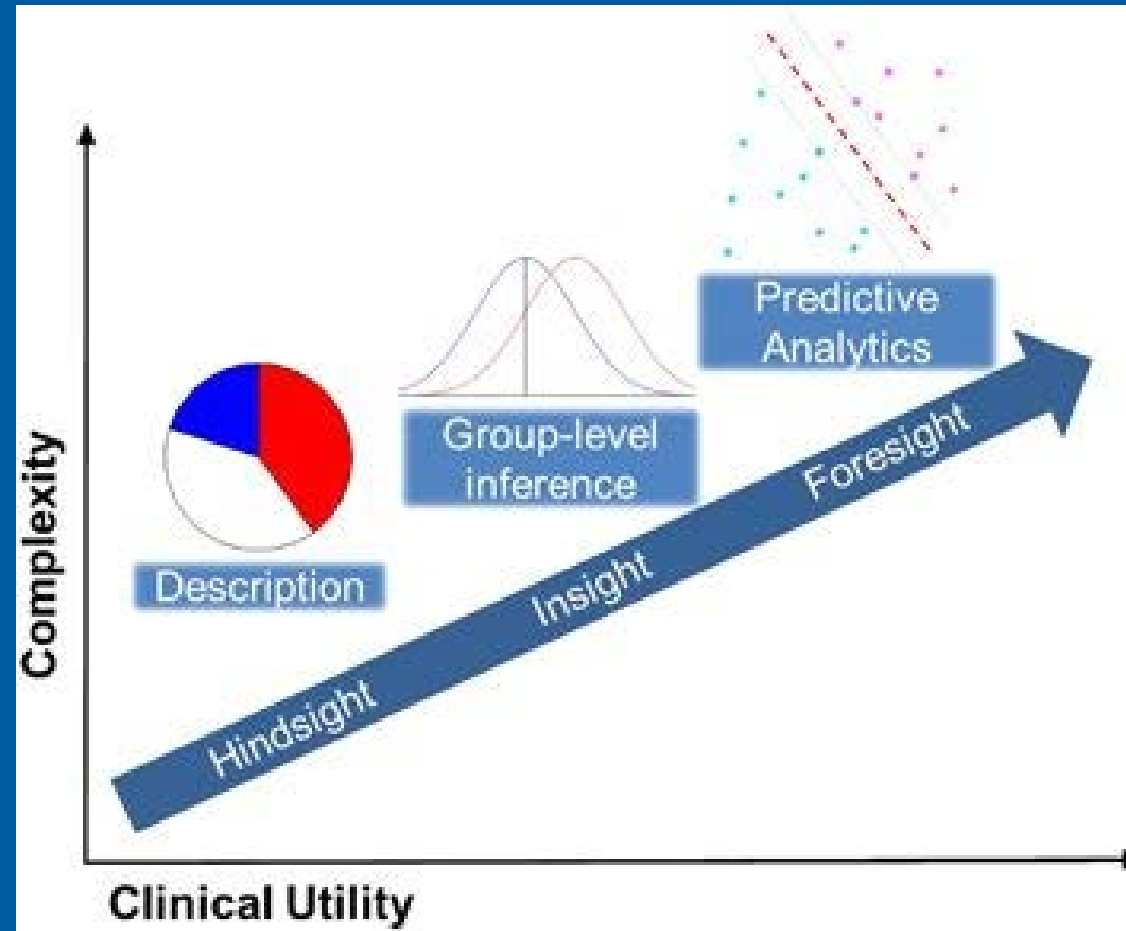 Predictive
Analytics
Group-level
inference
Description
Hindsight
Insight
Foresight
Complexity
Clinical Utility